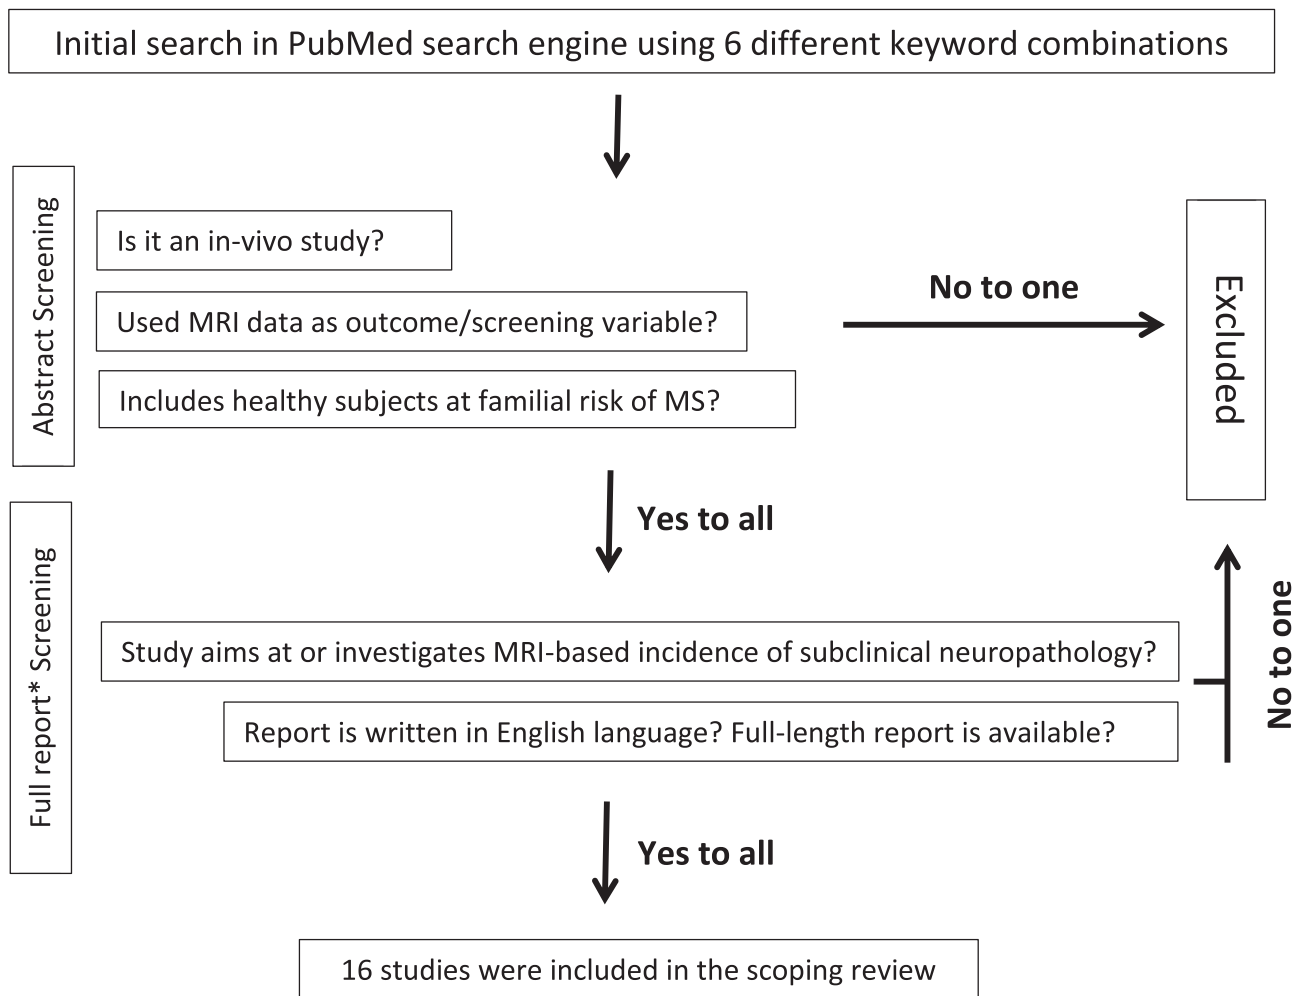 Initial search in PubMed search engine using 6 different keyword combinations
Abstract Screening
Is it an in-vivo study?
Used MRI data as outcome/screening variable?
Includes healthy subjects at familial risk of MS?
No to one
Excluded
Yes to all
Full report* Screening
Study aims at or investigates MRI-based incidence of subclinical neuropathology?
Report is written in English language? Full-length report is available?
No to one
Yes to all
16 studies were included in the scoping review